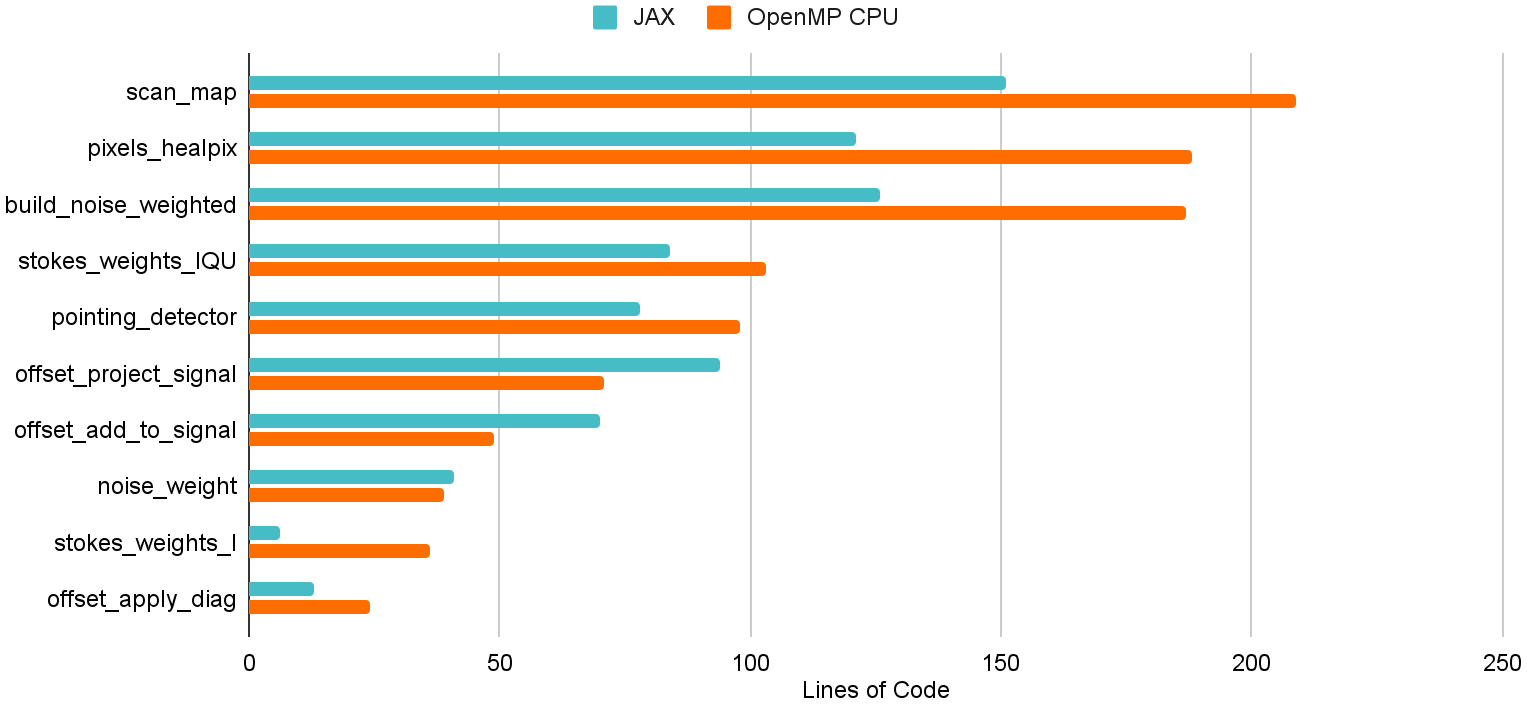 JAX OpenMP CPU
scan_map
pixels_healpix
build_noise_weighted
stokes_weights_IQU
pointing_detector
offset_project_signal
offset_add_to_signal
noise_weight
stokes_weights_I
offset_apply_diag
0 50 100 150 200 250
Lines of Code